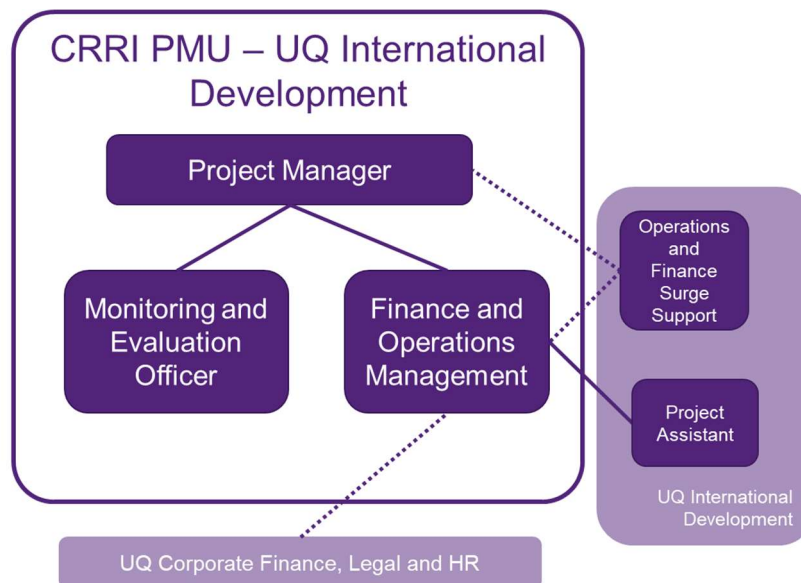 CRRI PMU – UQ International
Development
Project Manager
Monitoring and
Evaluation
Officer
Finance and
Operations
Management
Operations
and
Finance
Surge
Support
Project
Assistant
UQ International
Development
UQ Corporate Finance, Legal and HR